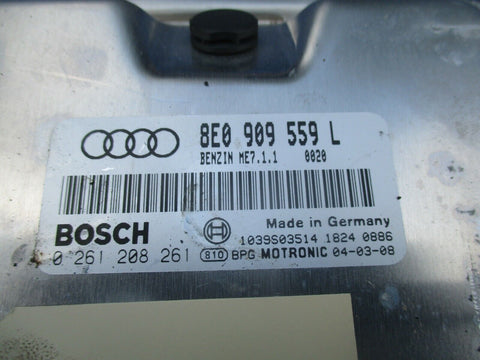 8E0 909 559 L
BENZIN ME7.1.1 0020
BOSCH
Made in Germany
1039S03514 1824 0886
0 261 208 261
810 BPG MOTRONIC 04-03-08